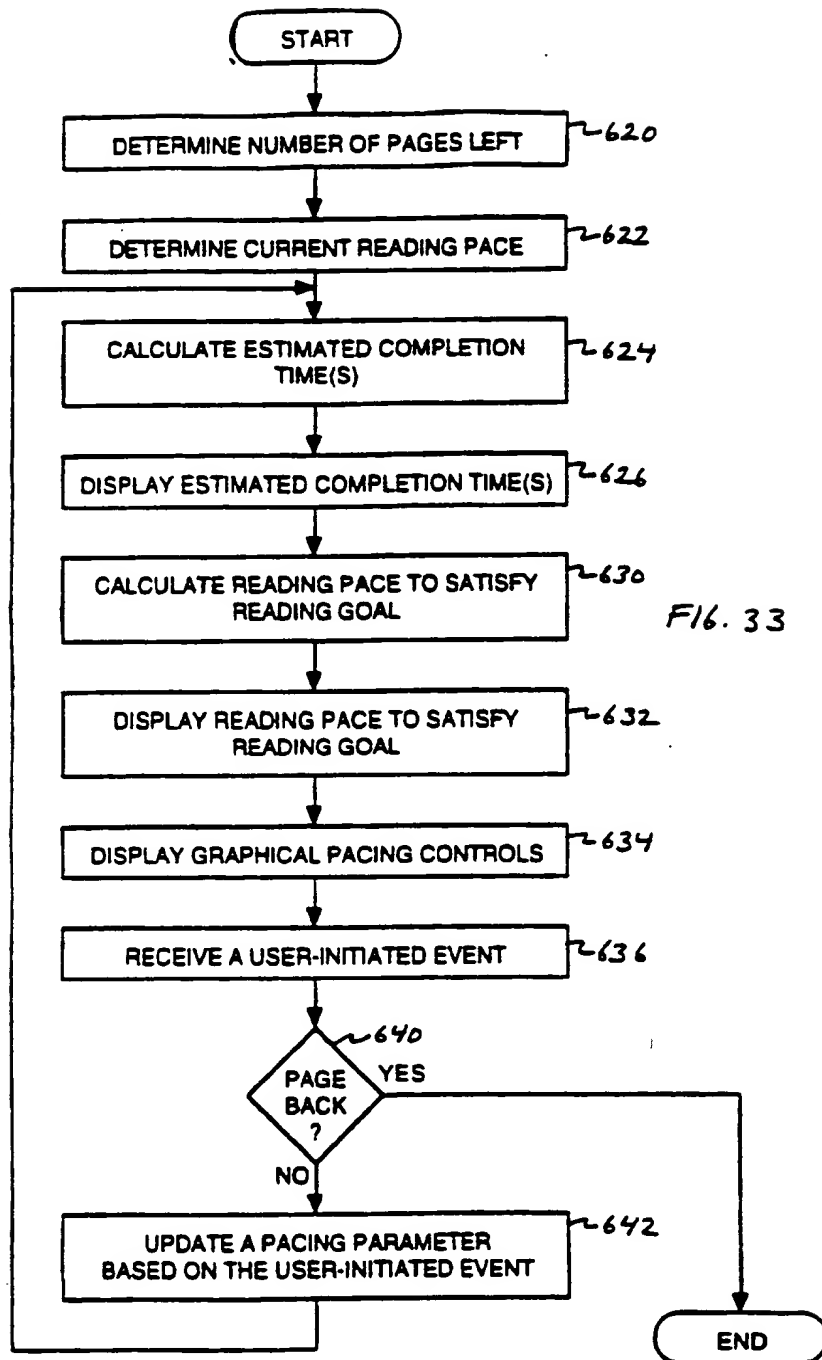 START
DETERMINE NUMBER OF PAGES LEFT
620
DETERMINE CURRENT READING PACE
622
CALCULATE ESTIMATED COMPLETION
TIME(S)
624
DISPLAY ESTIMATED COMPLETION TIME(S)
626
CALCULATE READING PACE TO SATISFY
READING GOAL
630
FIG. 33
DISPLAY READING PACE TO SATISFY
READING GOAL
632
DISPLAY GRAPHICAL PACING CONTROLS
634
RECEIVE A USER-INITIATED EVENT
636
640
PAGE
BACK
?
YES
NO
UPDATE A PACING PARAMETER
BASED ON THE USER-INITIATED EVENT
642
END